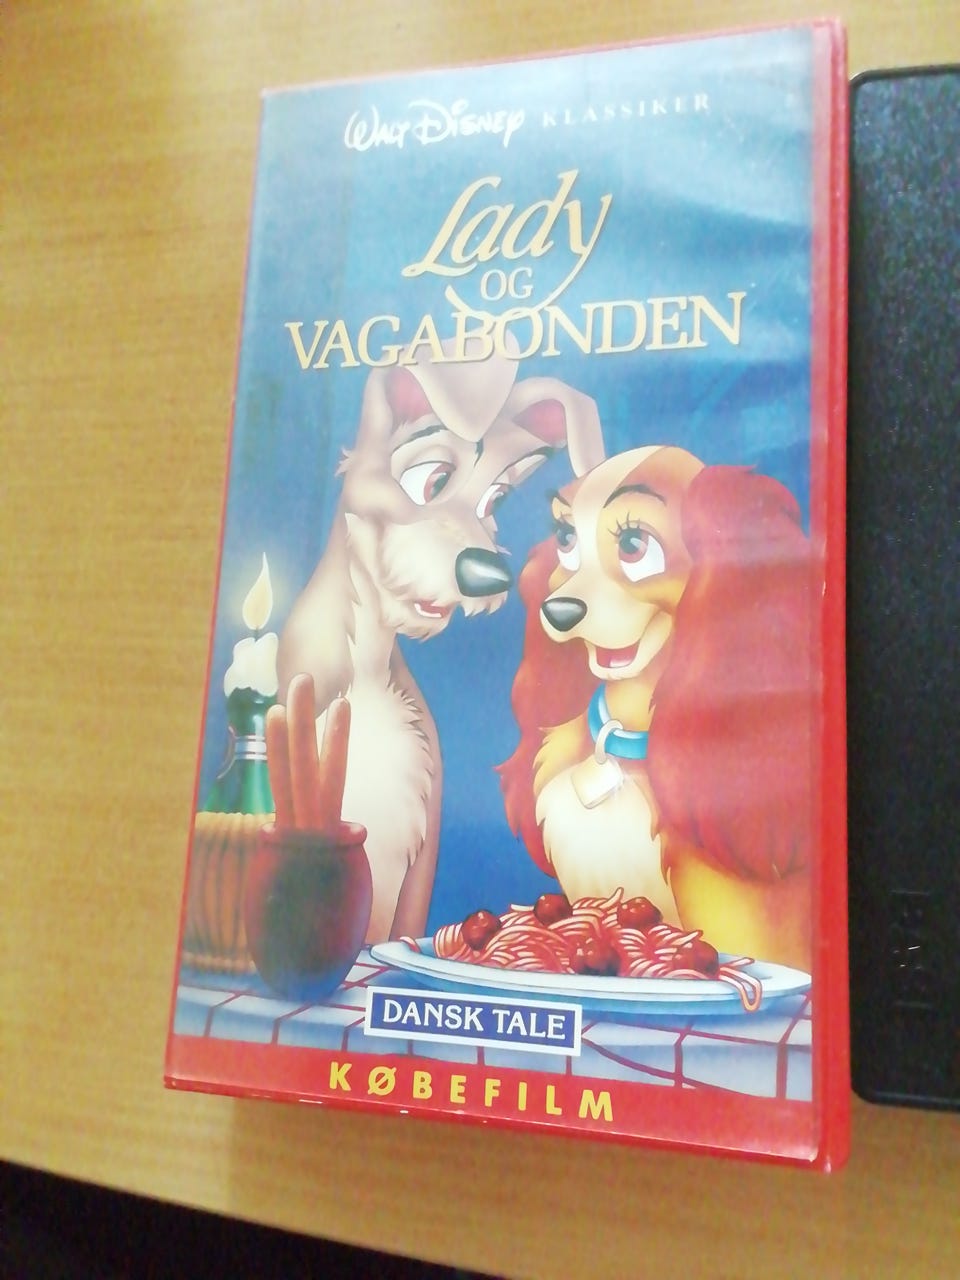 WALT DISNEY KLASSIKER
Lady
OG
VAGABONDEN
DANSK TALE
KØBEFILM